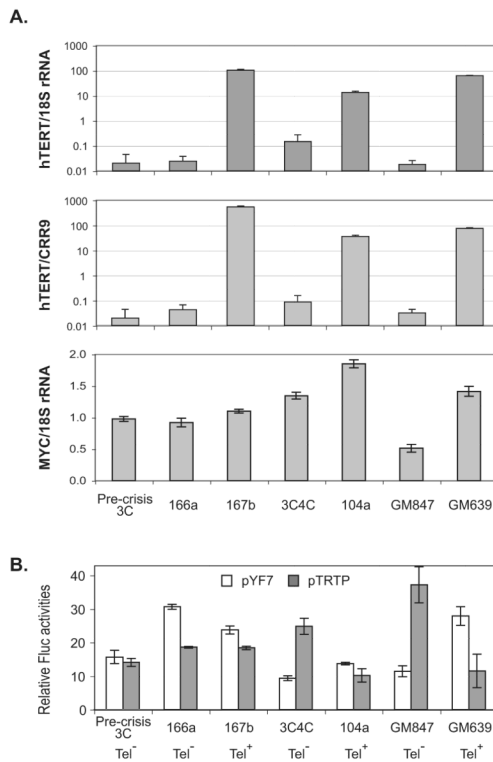 A.
hTERT/18S rRNA
1000
100
10
1
0.1
0.01
hTERT/CRR9
1000
100
10
1
0.1
0.01
MYC/18S rRNA
2.0
1.5
1.0
0.5
0.0
Pre-crisis 3C 166a 167b 3C4C 104a GM847 GM639
B.
Relative Fluc activities
40
30
20
10
0
pYF7 pTRTP
Pre-crisis 3C 166a 167b 3C4C 104a GM847 GM639
Tel⁻ Tel⁻ Tel⁺ Tel⁻ Tel⁺ Tel⁻ Tel⁺